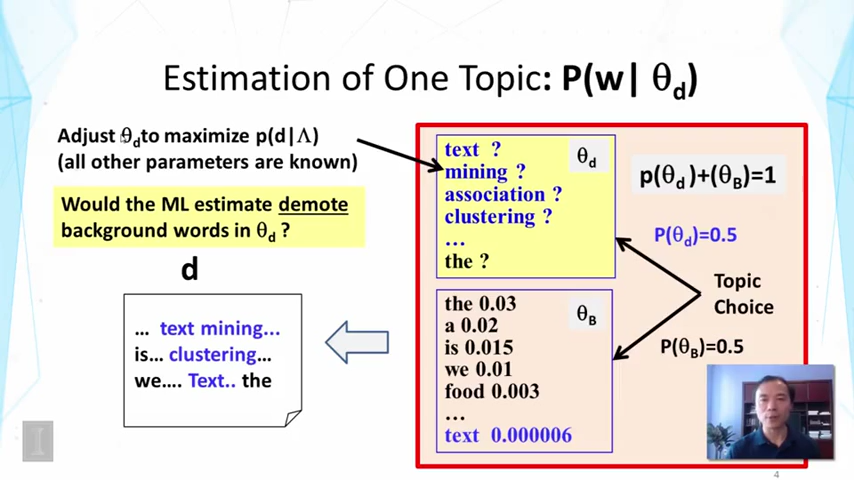 Estimation of One Topic: P(w| θd)
Adjust θd to maximize p(d|Λ)
(all other parameters are known)
Would the ML estimate demote
background words in θd ?
d
… text mining...
is… clustering…
we…. Text.. the
text ?
mining ?
association ?
clustering ?
…
the ?
θd
the 0.03
a 0.02
is 0.015
we 0.01
food 0.003
…
text 0.000006
θB
p(θd )+(θB)=1
P(θd)=0.5
Topic
Choice
P(θB)=0.5
I
4